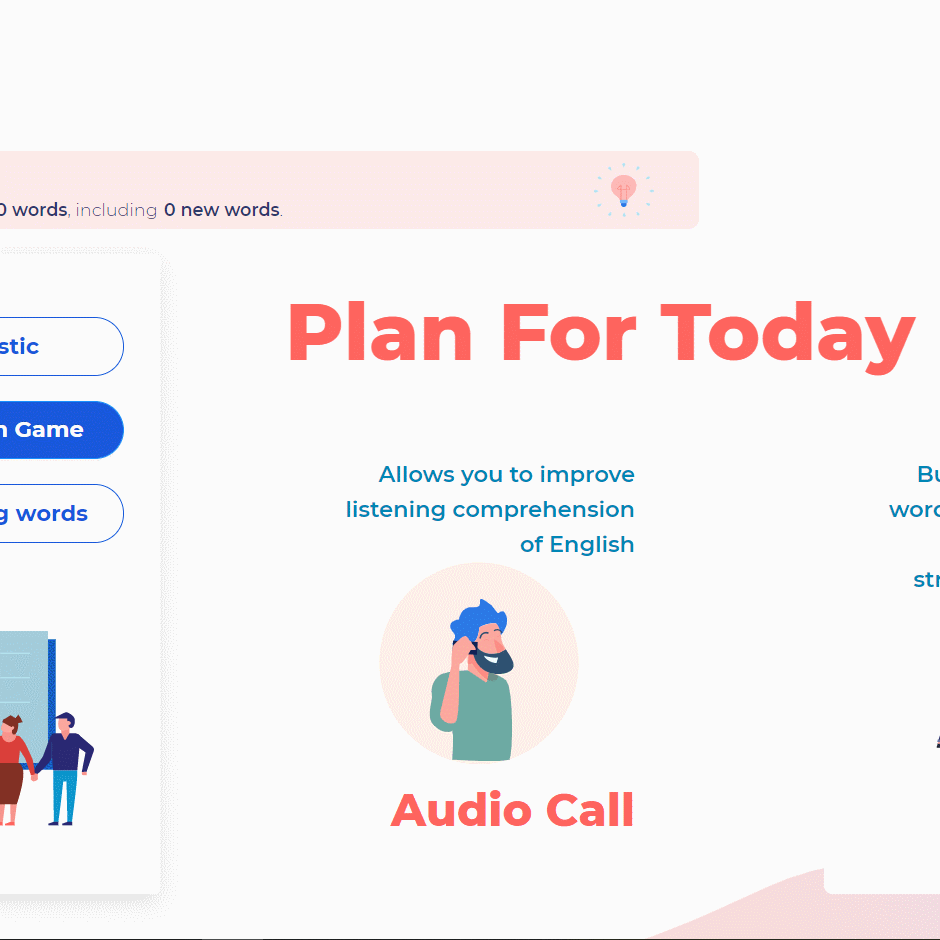 0 words, including 0 new words.
Plan For Today
stic
Game
g words
Allows you to improve
listening comprehension
of English
Audio Call
Bu
word
str